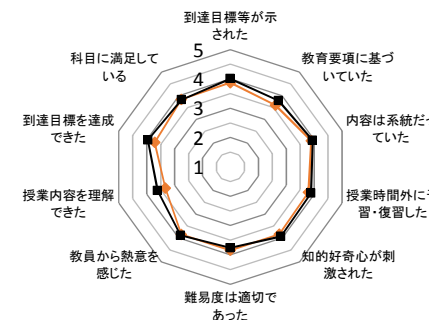 到達目標等が示
された
教育要項に基づ
いていた
内容は系統だっ
ていた
授業時間外に予
習・復習した
知的好奇心が刺
激された
難易度は適切で
あった
教員から熱意を
感じた
授業内容を理解
できた
到達目標を達成
できた
科目に満足して
いる
5
4
3
2
1